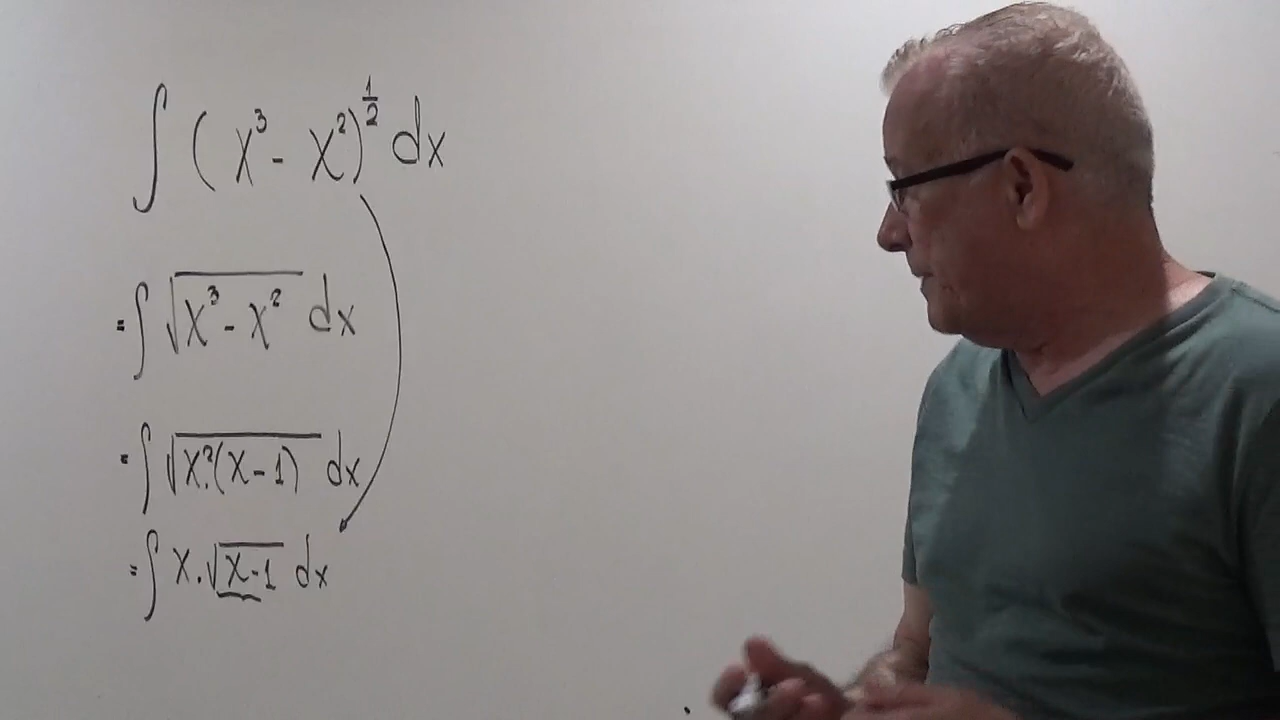 ∫ (x³ - x²)^½ dx
= ∫ √(x³ - x²) dx
= ∫ √(x².(x-1)) dx
= ∫ x.√(x-1) dx